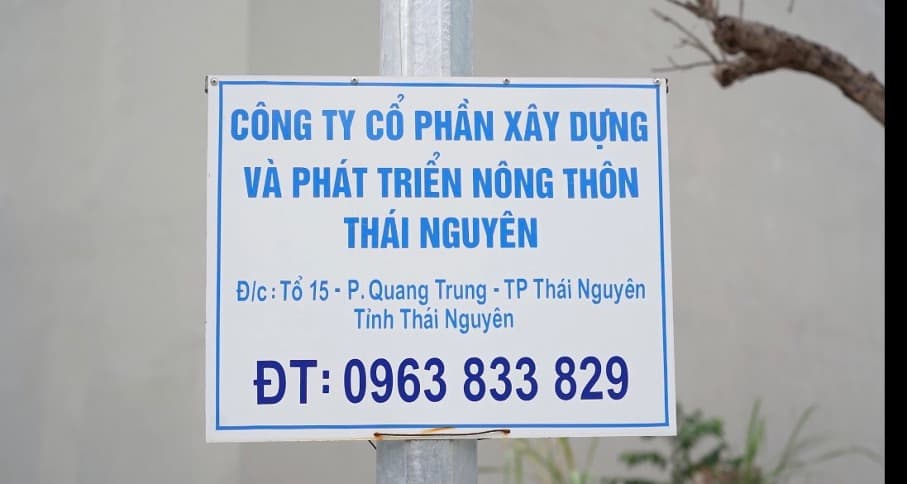 CÔNG TY CỔ PHẦN XÂY DỰNG
VÀ PHÁT TRIỂN NÔNG THÔN
THÁI NGUYÊN
Đ/c : Tổ 15 - P. Quang Trung - TP Thái Nguyên
Tỉnh Thái Nguyên
ĐT: 0963 833 829